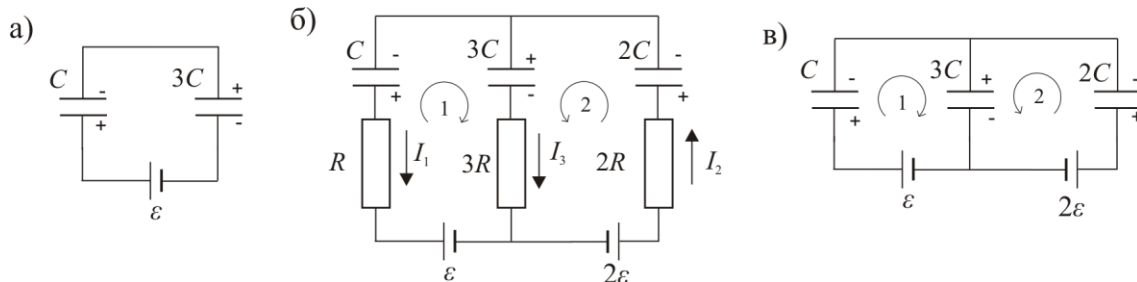 а)
C - 3C +
+ -
ε
б)
C - 3C + 2C -
+ - +
1 2
R I₁ 3R I₃ 2R I₂
ε 2ε
в)
C - 3C + 2C -
1 2
+ - +
ε 2ε